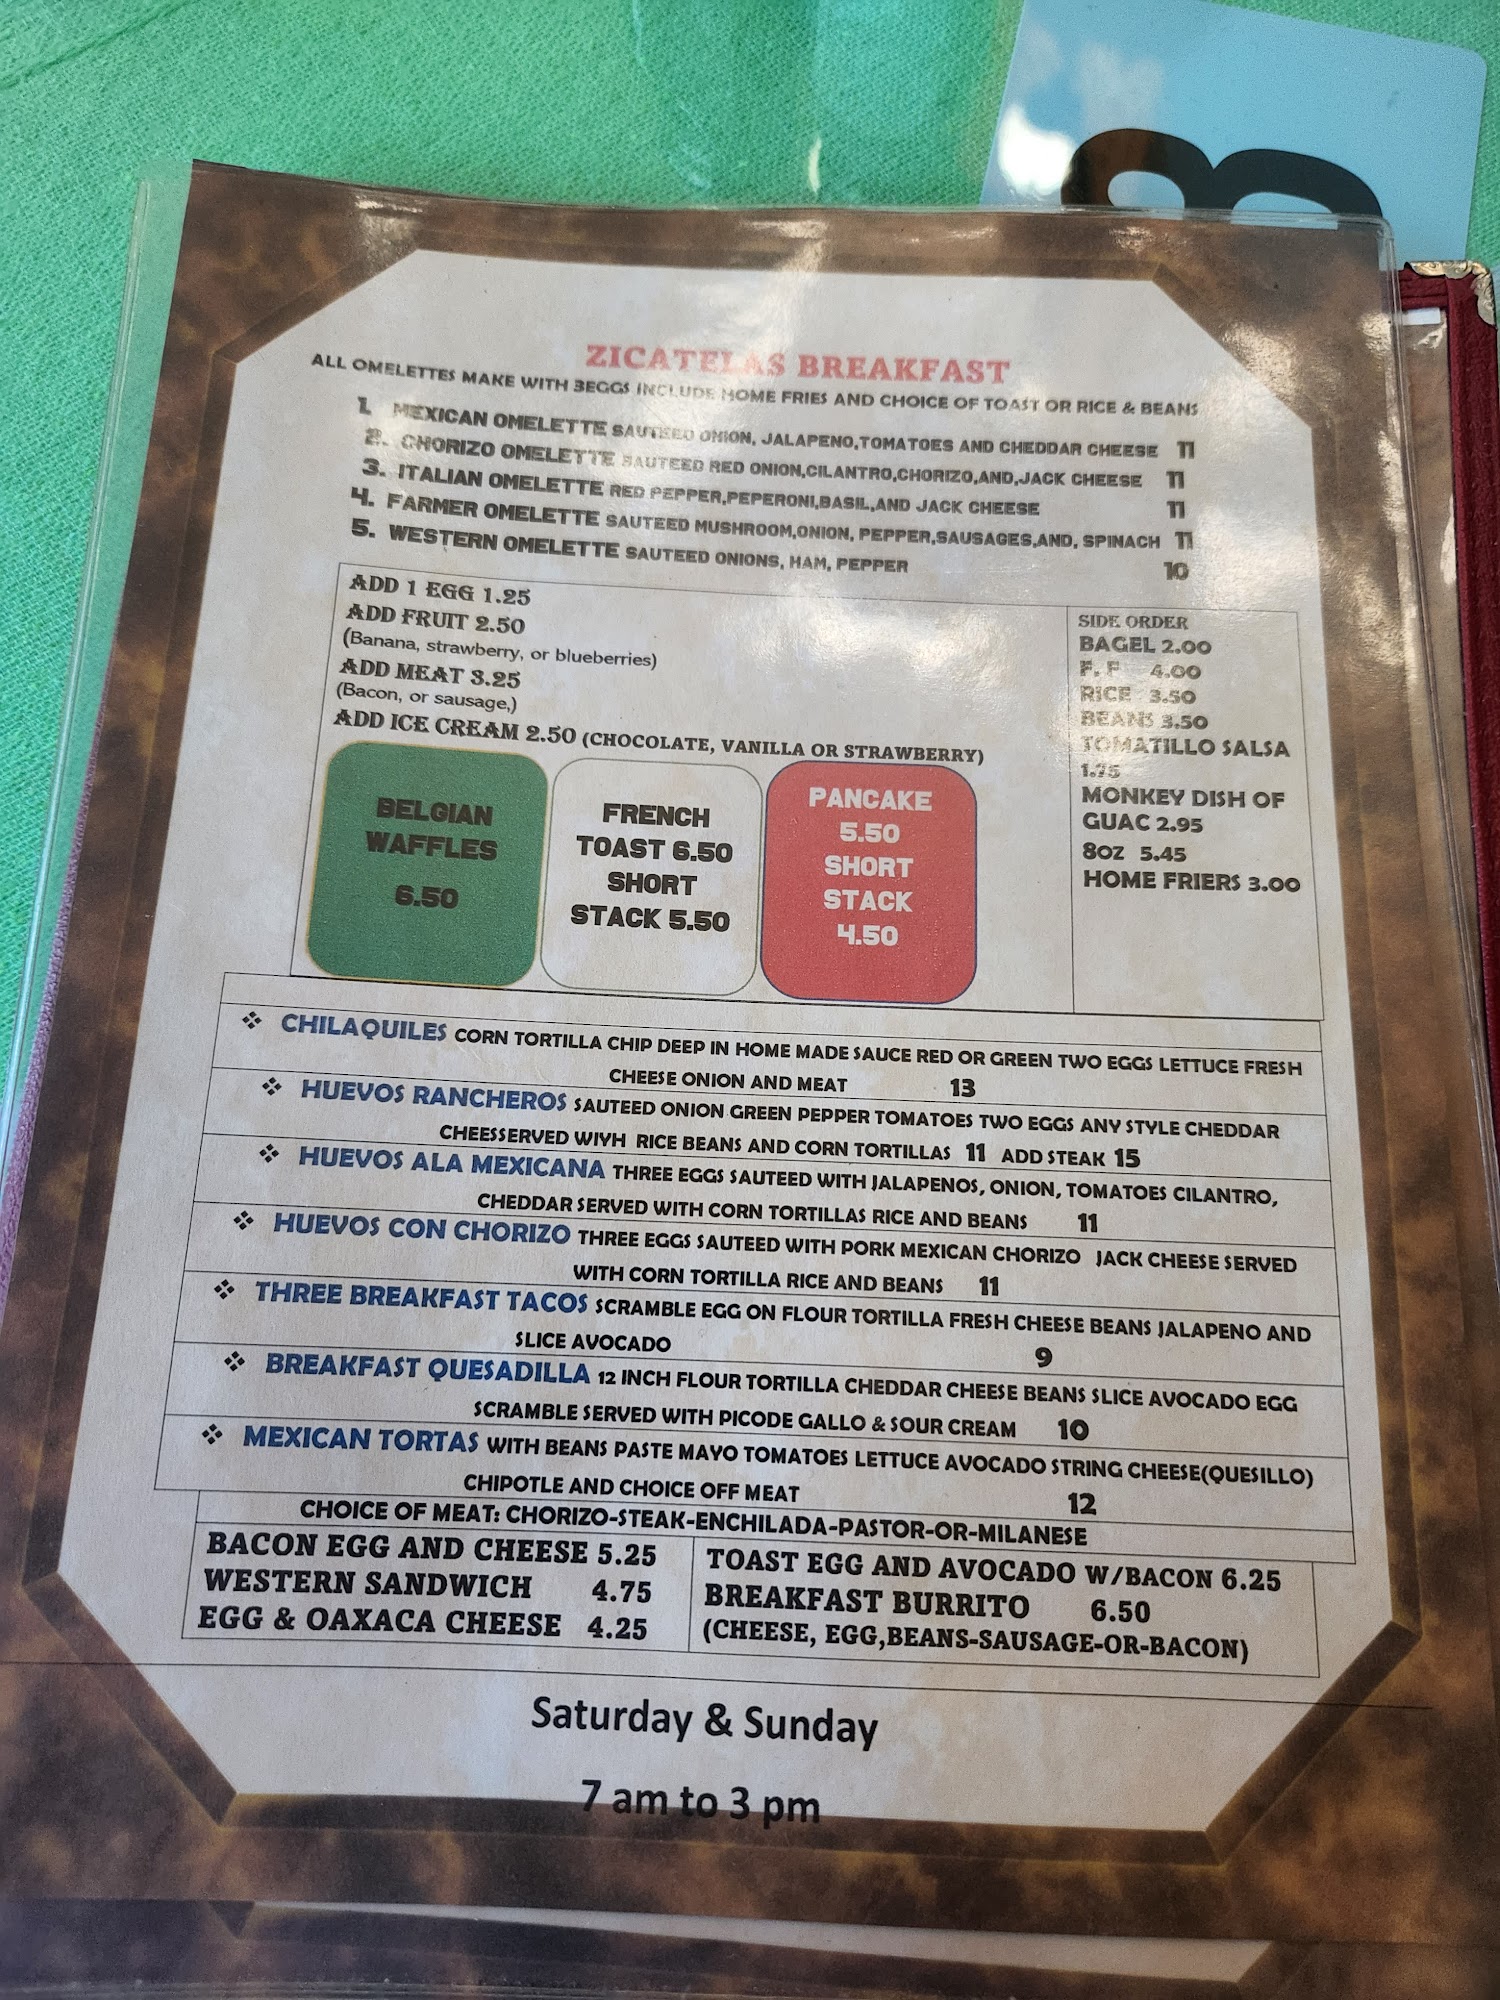 8
ZICATELAS BREAKFAST
ALL OMELETTES MAKE WITH 3EGGS INCLUDE HOME FRIES AND CHOICE OF TOAST OR RICE & BEANS
1. MEXICAN OMELETTE SAUTEED ONION, JALAPENO,TOMATOES AND CHEDDAR CHEESE 11
2. CHORIZO OMELETTE SAUTEED RED ONION,CILANTRO,CHORIZO,AND,JACK CHEESE 11
3. ITALIAN OMELETTE RED PEPPER,PEPERONI,BASIL,AND JACK CHEESE 11
4. FARMER OMELETTE SAUTEED MUSHROOM,ONION, PEPPER,SAUSAGES,AND, SPINACH 11
5. WESTERN OMELETTE SAUTEED ONIONS, HAM, PEPPER 10
ADD 1 EGG 1.25
ADD FRUIT 2.50
(Banana, strawberry, or blueberries)
ADD MEAT 3.25
(Bacon, or sausage,)
ADD ICE CREAM 2.50 (CHOCOLATE, VANILLA OR STRAWBERRY)
BELGIAN
WAFFLES
6.50
FRENCH
TOAST 6.50
SHORT
STACK 5.50
PANCAKE
5.50
SHORT
STACK
4.50
SIDE ORDER
BAGEL 2.00
F. F 4.00
RICE 3.50
BEANS 3.50
TOMATILLO SALSA
1.75
MONKEY DISH OF
GUAC 2.95
8OZ 5.45
HOME FRIERS 3.00
❖ CHILAQUILES CORN TORTILLA CHIP DEEP IN HOME MADE SAUCE RED OR GREEN TWO EGGS LETTUCE FRESH
CHEESE ONION AND MEAT 13
❖ HUEVOS RANCHEROS SAUTEED ONION GREEN PEPPER TOMATOES TWO EGGS ANY STYLE CHEDDAR
CHEESSERVED WIYH RICE BEANS AND CORN TORTILLAS 11 ADD STEAK 15
❖ HUEVOS ALA MEXICANA THREE EGGS SAUTEED WITH JALAPENOS, ONION, TOMATOES CILANTRO,
CHEDDAR SERVED WITH CORN TORTILLAS RICE AND BEANS 11
❖ HUEVOS CON CHORIZO THREE EGGS SAUTEED WITH PORK MEXICAN CHORIZO JACK CHEESE SERVED
WITH CORN TORTILLA RICE AND BEANS 11
❖ THREE BREAKFAST TACOS SCRAMBLE EGG ON FLOUR TORTILLA FRESH CHEESE BEANS JALAPENO AND
SLICE AVOCADO 9
❖ BREAKFAST QUESADILLA 12 INCH FLOUR TORTILLA CHEDDAR CHEESE BEANS SLICE AVOCADO EGG
SCRAMBLE SERVED WITH PICODE GALLO & SOUR CREAM 10
❖ MEXICAN TORTAS WITH BEANS PASTE MAYO TOMATOES LETTUCE AVOCADO STRING CHEESE(QUESILLO)
CHIPOTLE AND CHOICE OFF MEAT 12
CHOICE OF MEAT: CHORIZO-STEAK-ENCHILADA-PASTOR-OR-MILANESE
BACON EGG AND CHEESE 5.25
WESTERN SANDWICH 4.75
EGG & OAXACA CHEESE 4.25
TOAST EGG AND AVOCADO W/BACON 6.25
BREAKFAST BURRITO 6.50
(CHEESE, EGG,BEANS-SAUSAGE-OR-BACON)
Saturday & Sunday
7 am to 3 pm